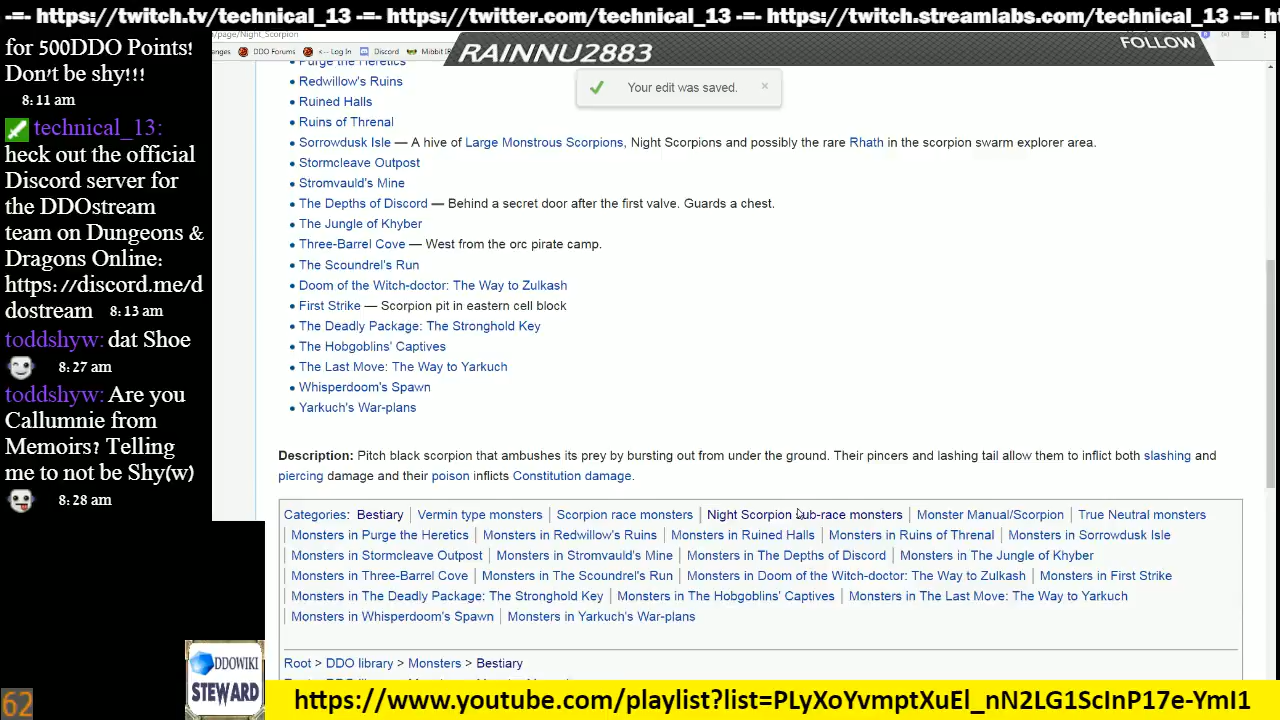 -=- https://twitch.tv/technical_13 -=- https://twitter.com/technical_13 -=- https://twitch.streamlabs.com/technical_13 -=-
for 500DDO Points!
Don't be shy!!!
8:11 am
technical_13:
heck out the official
Discord server for
the DDOstream
team on Dungeons &
Dragons Online:
https://discord.me/d
dostream 8:13 am
toddshyw: dat Shoe
8:27 am
toddshyw: Are you
Callumnie from
Memoirs? Telling
me to not be Shy(w)
8:28 am
/page/Night_Scorpion
nges DDO Forums <-- Log In Discord Mibbit
RAINNU2883
FOLLOW
Your edit was saved. ×
Purge the Heretics
• Redwillow's Ruins
• Ruined Halls
• Ruins of Threnal
• Sorrowdusk Isle — A hive of Large Monstrous Scorpions, Night Scorpions and possibly the rare Rhath in the scorpion swarm explorer area.
• Stormcleave Outpost
• Stromvauld's Mine
• The Depths of Discord — Behind a secret door after the first valve. Guards a chest.
• The Jungle of Khyber
• Three-Barrel Cove — West from the orc pirate camp.
• The Scoundrel's Run
• Doom of the Witch-doctor: The Way to Zulkash
• First Strike — Scorpion pit in eastern cell block
• The Deadly Package: The Stronghold Key
• The Hobgoblins' Captives
• The Last Move: The Way to Yarkuch
• Whisperdoom's Spawn
• Yarkuch's War-plans
Description: Pitch black scorpion that ambushes its prey by bursting out from under the ground. Their pincers and lashing tail allow them to inflict both slashing and
piercing damage and their poison inflicts Constitution damage.
Categories: Bestiary | Vermin type monsters | Scorpion race monsters | Night Scorpion sub-race monsters | Monster Manual/Scorpion | True Neutral monsters
Monsters in Purge the Heretics | Monsters in Redwillow's Ruins | Monsters in Ruined Halls | Monsters in Ruins of Threnal | Monsters in Sorrowdusk Isle
Monsters in Stormcleave Outpost | Monsters in Stromvauld's Mine | Monsters in The Depths of Discord | Monsters in The Jungle of Khyber
Monsters in Three-Barrel Cove | Monsters in The Scoundrel's Run | Monsters in Doom of the Witch-doctor: The Way to Zulkash | Monsters in First Strike
Monsters in The Deadly Package: The Stronghold Key | Monsters in The Hobgoblins' Captives | Monsters in The Last Move: The Way to Yarkuch
Monsters in Whisperdoom's Spawn | Monsters in Yarkuch's War-plans
Root > DDO library > Monsters > Bestiary
DDOWIKI
STEWARD
62
https://www.youtube.com/playlist?list=PLyXoYvmptXuEl_nN2LG1ScInP17e-YmI1